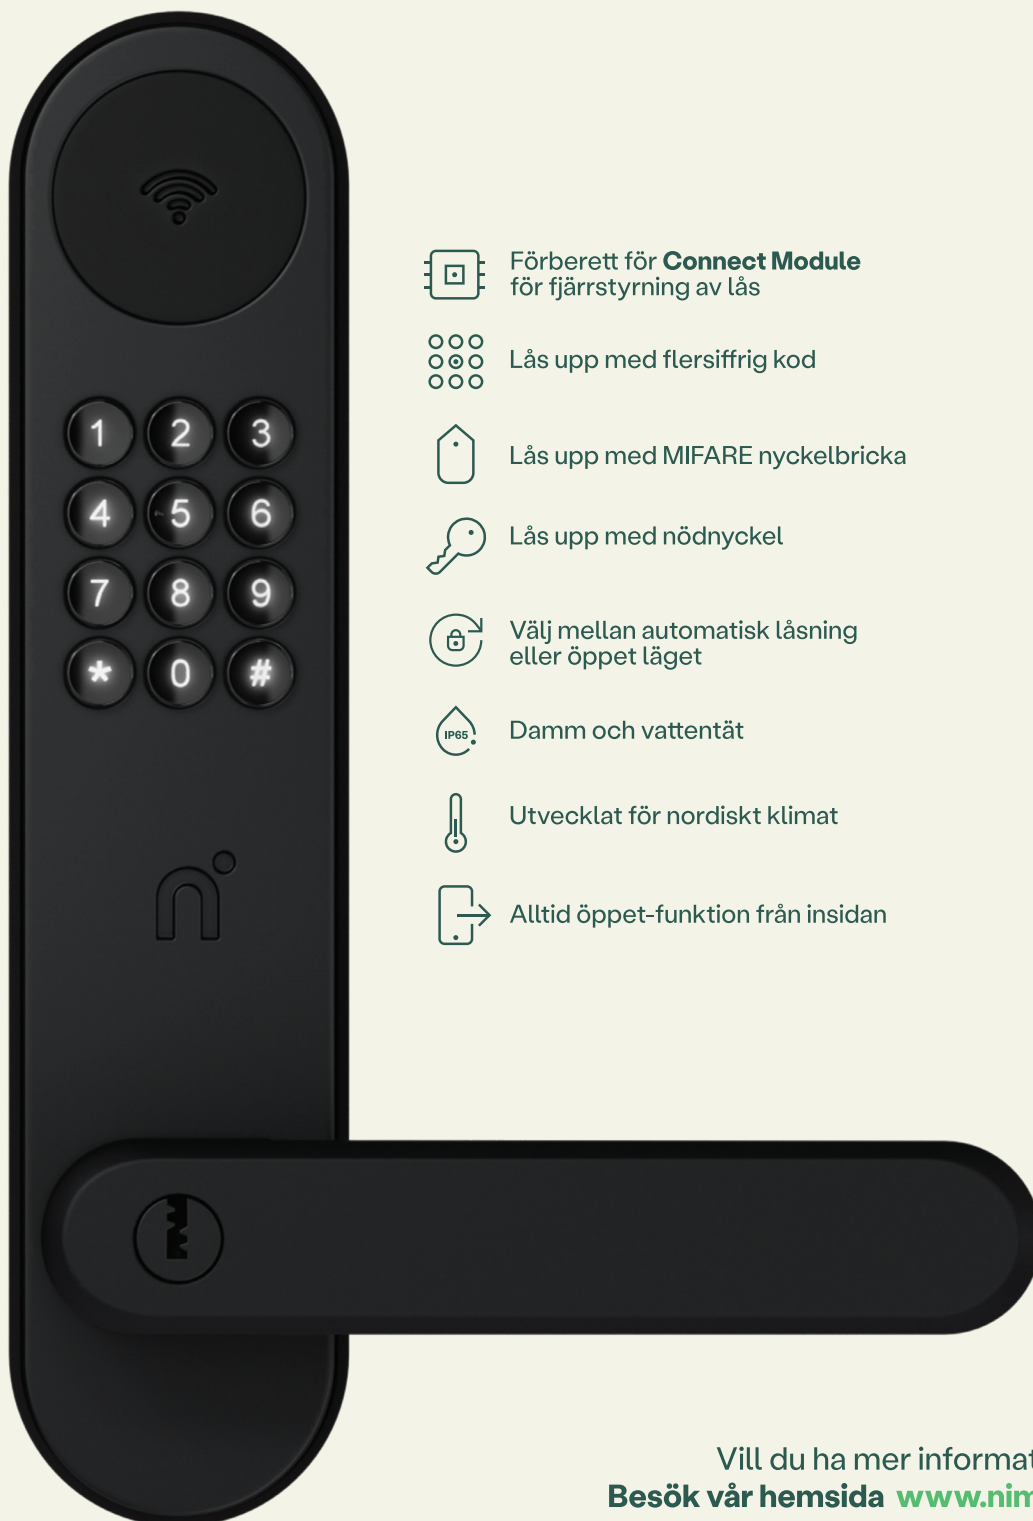 1 2 3
4 5 6
7 8 9
* 0 #
Förberett för Connect Module
för fjärrstyrning av lås
Lås upp med flersiffrig kod
Lås upp med MIFARE nyckelbricka
Lås upp med nödnyckel
Välj mellan automatisk låsning
eller öppet läget
IP65
Damm och vattentät
Utvecklat för nordiskt klimat
Alltid öppet-funktion från insidan
n
Vill du ha mer
Besök vår hemsida